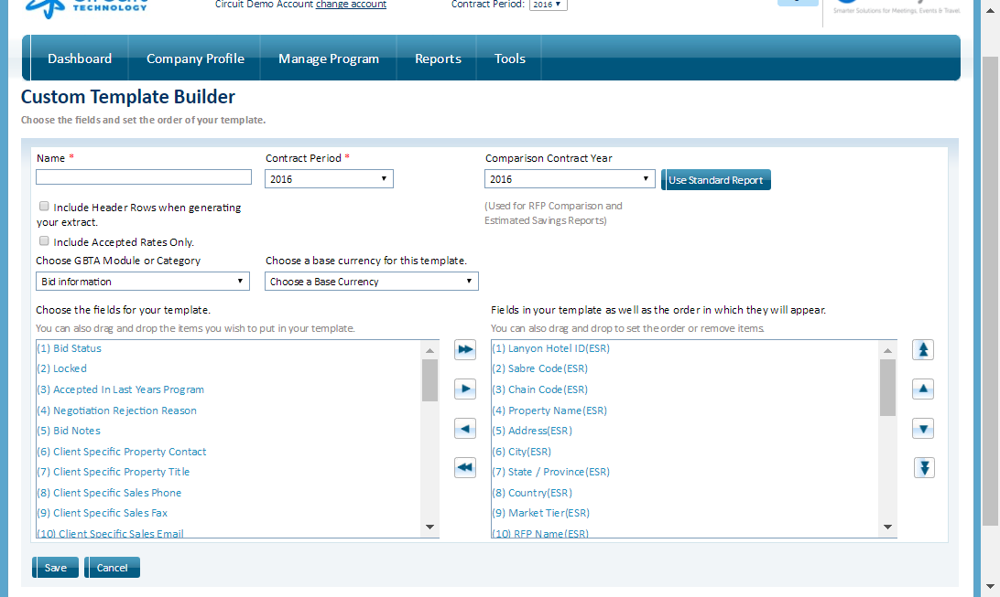 TECHNOLOGY
Circuit Demo Account change account
Contract Period: 2016
Smarter Solutions for Meetings, Events & Travel
Dashboard Company Profile Manage Program Reports Tools
Custom Template Builder
Choose the fields and set the order of your template.
Name * Contract Period * Comparison Contract Year
2016 2016 Use Standard Report
Include Header Rows when generating
your extract.
(Used for RFP Comparison and
Estimated Savings Reports)
Include Accepted Rates Only.
Choose GBTA Module or Category Choose a base currency for this template.
Bid information Choose a Base Currency
Choose the fields for your template.
You can also drag and drop the items you wish to put in your template.
(1) Bid Status
(2) Locked
(3) Accepted In Last Years Program
(4) Negotiation Rejection Reason
(5) Bid Notes
(6) Client Specific Property Contact
(7) Client Specific Property Title
(8) Client Specific Sales Phone
(9) Client Specific Sales Fax
(10) Client Specific Sales Email
Fields in your template as well as the order in which they will appear.
You can also drag and drop to set the order or remove items.
(1) Lanyon Hotel ID(ESR)
(2) Sabre Code(ESR)
(3) Chain Code(ESR)
(4) Property Name(ESR)
(5) Address(ESR)
(6) City(ESR)
(7) State / Province(ESR)
(8) Country(ESR)
(9) Market Tier(ESR)
(10) RFP Name(ESR)
Save Cancel